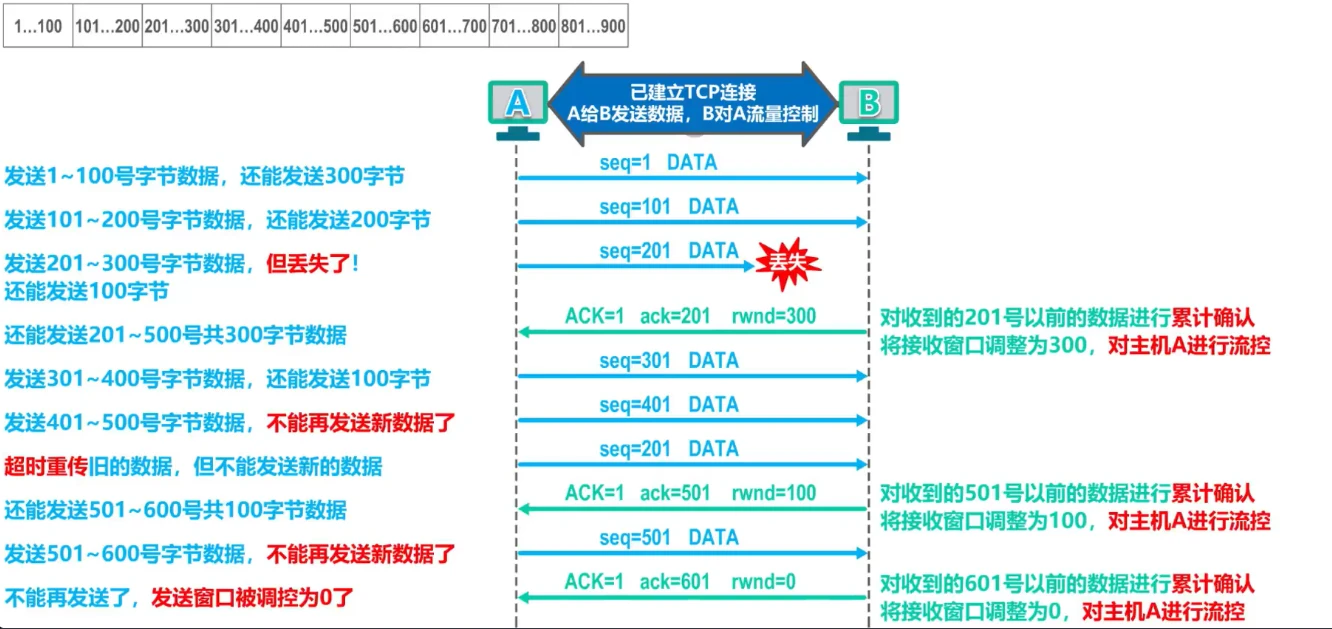 1...100 101...200 201...300 301...400 401...500 501...600 601...700 701...800 801...900
A
已建立TCP连接
A给B发送数据，B对A流量控制
B
发送1~100号字节数据，还能发送300字节
seq=1 DATA
发送101~200号字节数据，还能发送200字节
seq=101 DATA
发送201~300号字节数据，但丢失了！
还能发送100字节
seq=201 DATA
丢失
还能发送201~500号共300字节数据
ACK=1 ack=201 rwnd=300
对收到的201号以前的数据进行累计确认
将接收窗口调整为300，对主机A进行流控
发送301~400号字节数据，还能发送100字节
seq=301 DATA
发送401~500号字节数据，不能再发送新数据了
seq=401 DATA
超时重传旧的数据，但不能发送新的数据
seq=201 DATA
还能发送501~600号共100字节数据
ACK=1 ack=501 rwnd=100
对收到的501号以前的数据进行累计确认
将接收窗口调整为100，对主机A进行流控
发送501~600号字节数据，不能再发送新数据了
seq=501 DATA
不能再发送了，发送窗口被调控为0了
ACK=1 ack=601 rwnd=0
对收到的601号以前的数据进行累计确认
将接收窗口调整为0，对主机A进行流控